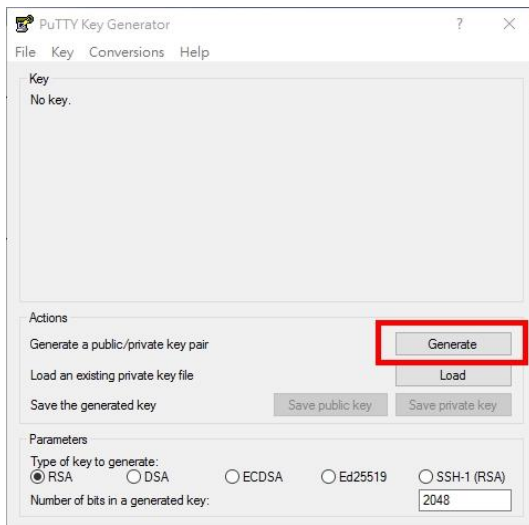 PuTTY Key Generator ? ×
File Key Conversions Help
Key
No key.
Actions
Generate a public/private key pair Generate
Load an existing private key file Load
Save the generated key Save public key Save private key
Parameters
Type of key to generate:
RSA DSA ECDSA Ed25519 SSH-1 (RSA)
Number of bits in a generated key: 2048